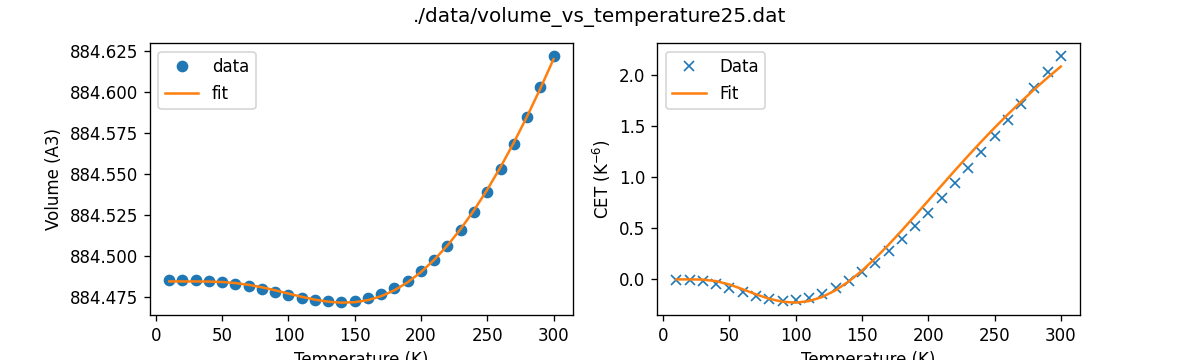 ./data/volume_vs_temperature25.dat
884.625
884.600
884.575
884.550
884.525
884.500
884.475
Volume (A3)
data
fit
0 50 100 150 200 250 300
Temperature (K)
2.0
1.5
1.0
0.5
0.0
CET (K⁻⁶)
Data
Fit
0 50 100 150 200 250 300
Temperature (K)